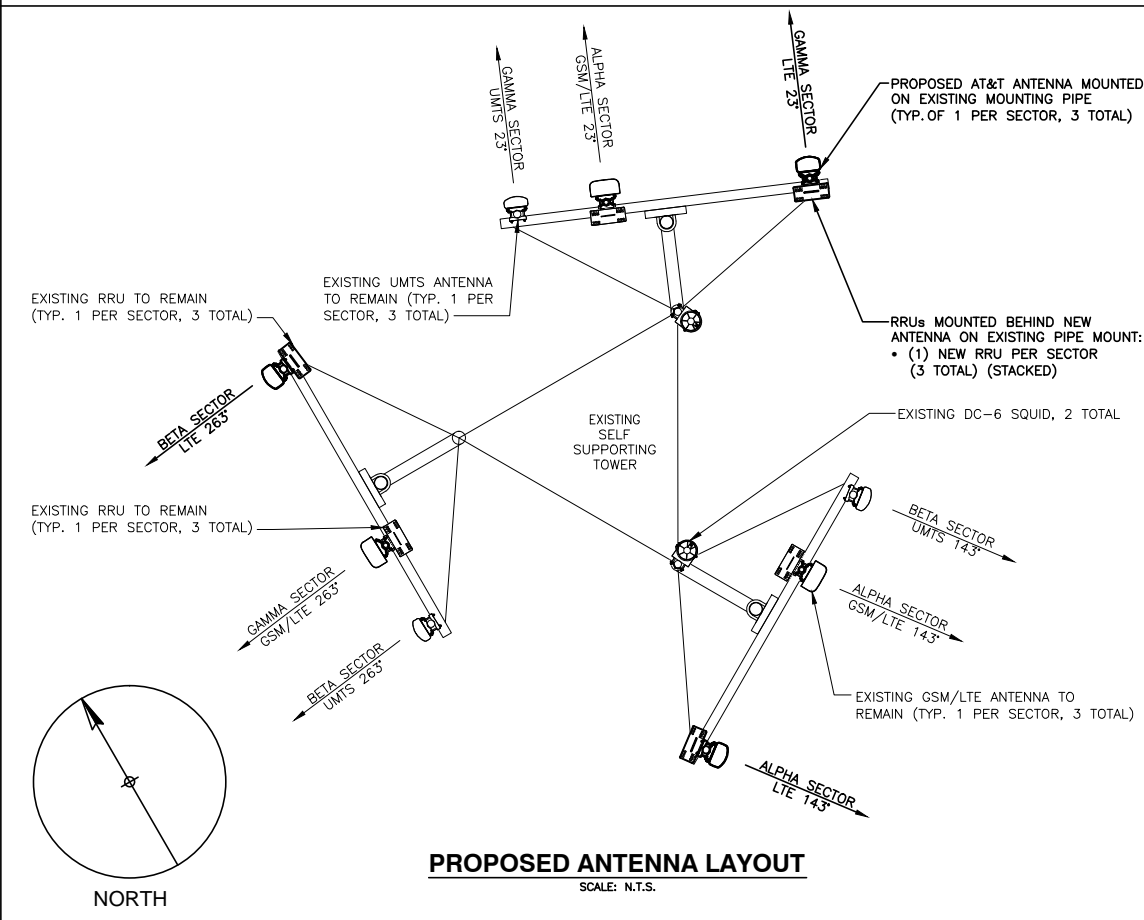 GAMMA SECTOR
UMTS 23°
ALPHA SECTOR
GSM/LTE 23°
GAMMA SECTOR
LTE 23°
PROPOSED AT&T ANTENNA MOUNTED
ON EXISTING MOUNTING PIPE
(TYP.OF 1 PER SECTOR, 3 TOTAL)
EXISTING UMTS ANTENNA
TO REMAIN (TYP. 1 PER
SECTOR, 3 TOTAL)
EXISTING RRU TO REMAIN
(TYP. 1 PER SECTOR, 3 TOTAL)
RRUs MOUNTED BEHIND NEW
ANTENNA ON EXISTING PIPE MOUNT:
• (1) NEW RRU PER SECTOR
(3 TOTAL) (STACKED)
BETA SECTOR
LTE 263°
EXISTING
SELF
SUPPORTING
TOWER
EXISTING DC-6 SQUID, 2 TOTAL
EXISTING RRU TO REMAIN
(TYP. 1 PER SECTOR, 3 TOTAL)
BETA SECTOR
UMTS 143°
GAMMA SECTOR
GSM/LTE 263°
ALPHA SECTOR
GSM/LTE 143°
BETA SECTOR
UMTS 263°
EXISTING GSM/LTE ANTENNA TO
REMAIN (TYP. 1 PER SECTOR, 3 TOTAL)
ALPHA SECTOR
LTE 143°
PROPOSED ANTENNA LAYOUT
SCALE: N.T.S.
NORTH